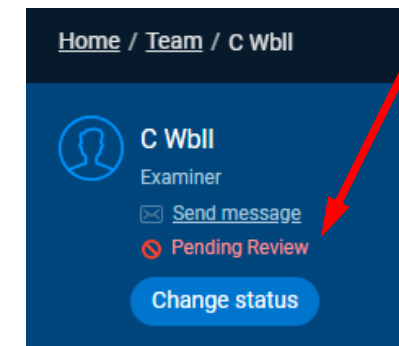 Home / Team / C Wbll
C Wbll
Examiner
Send message
Pending Review
Change status